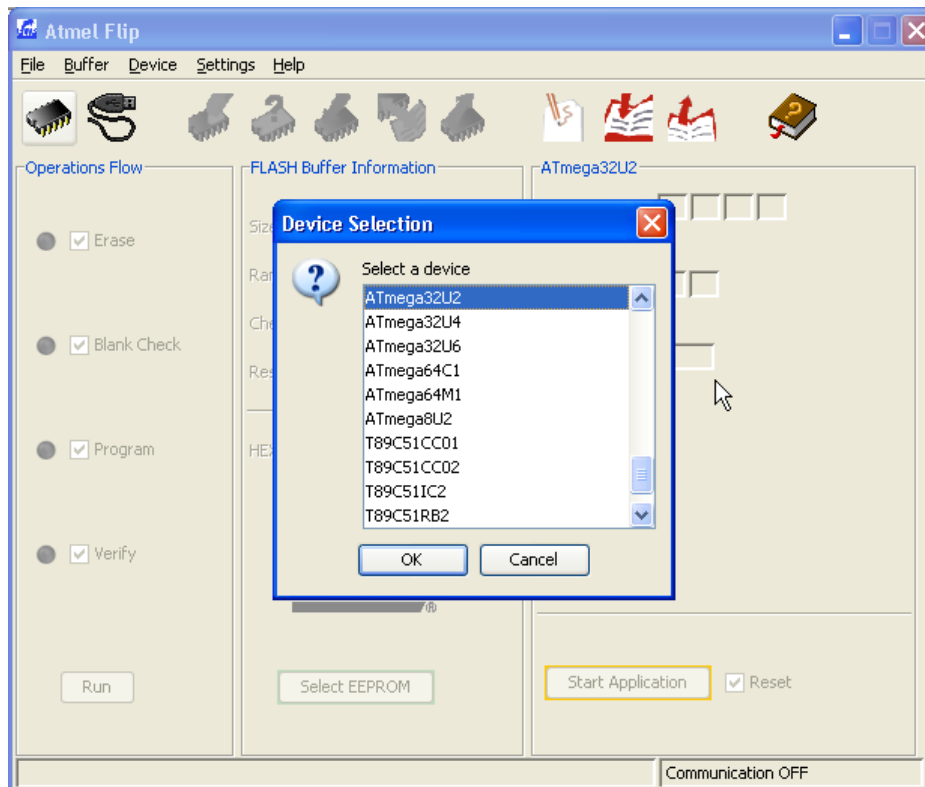 Atmel Flip
File Buffer Device Settings Help
Operations Flow
FLASH Buffer Information
ATmega32U2
Erase
Blank Check
Program
Verify
Run
Device Selection
Select a device
ATmega32U2
ATmega32U4
ATmega32U6
ATmega64C1
ATmega64M1
ATmega8U2
T89C51CC01
T89C51CC02
T89C51IC2
T89C51RB2
OK
Cancel
®
Select EEPROM
Start Application
Reset
Communication OFF